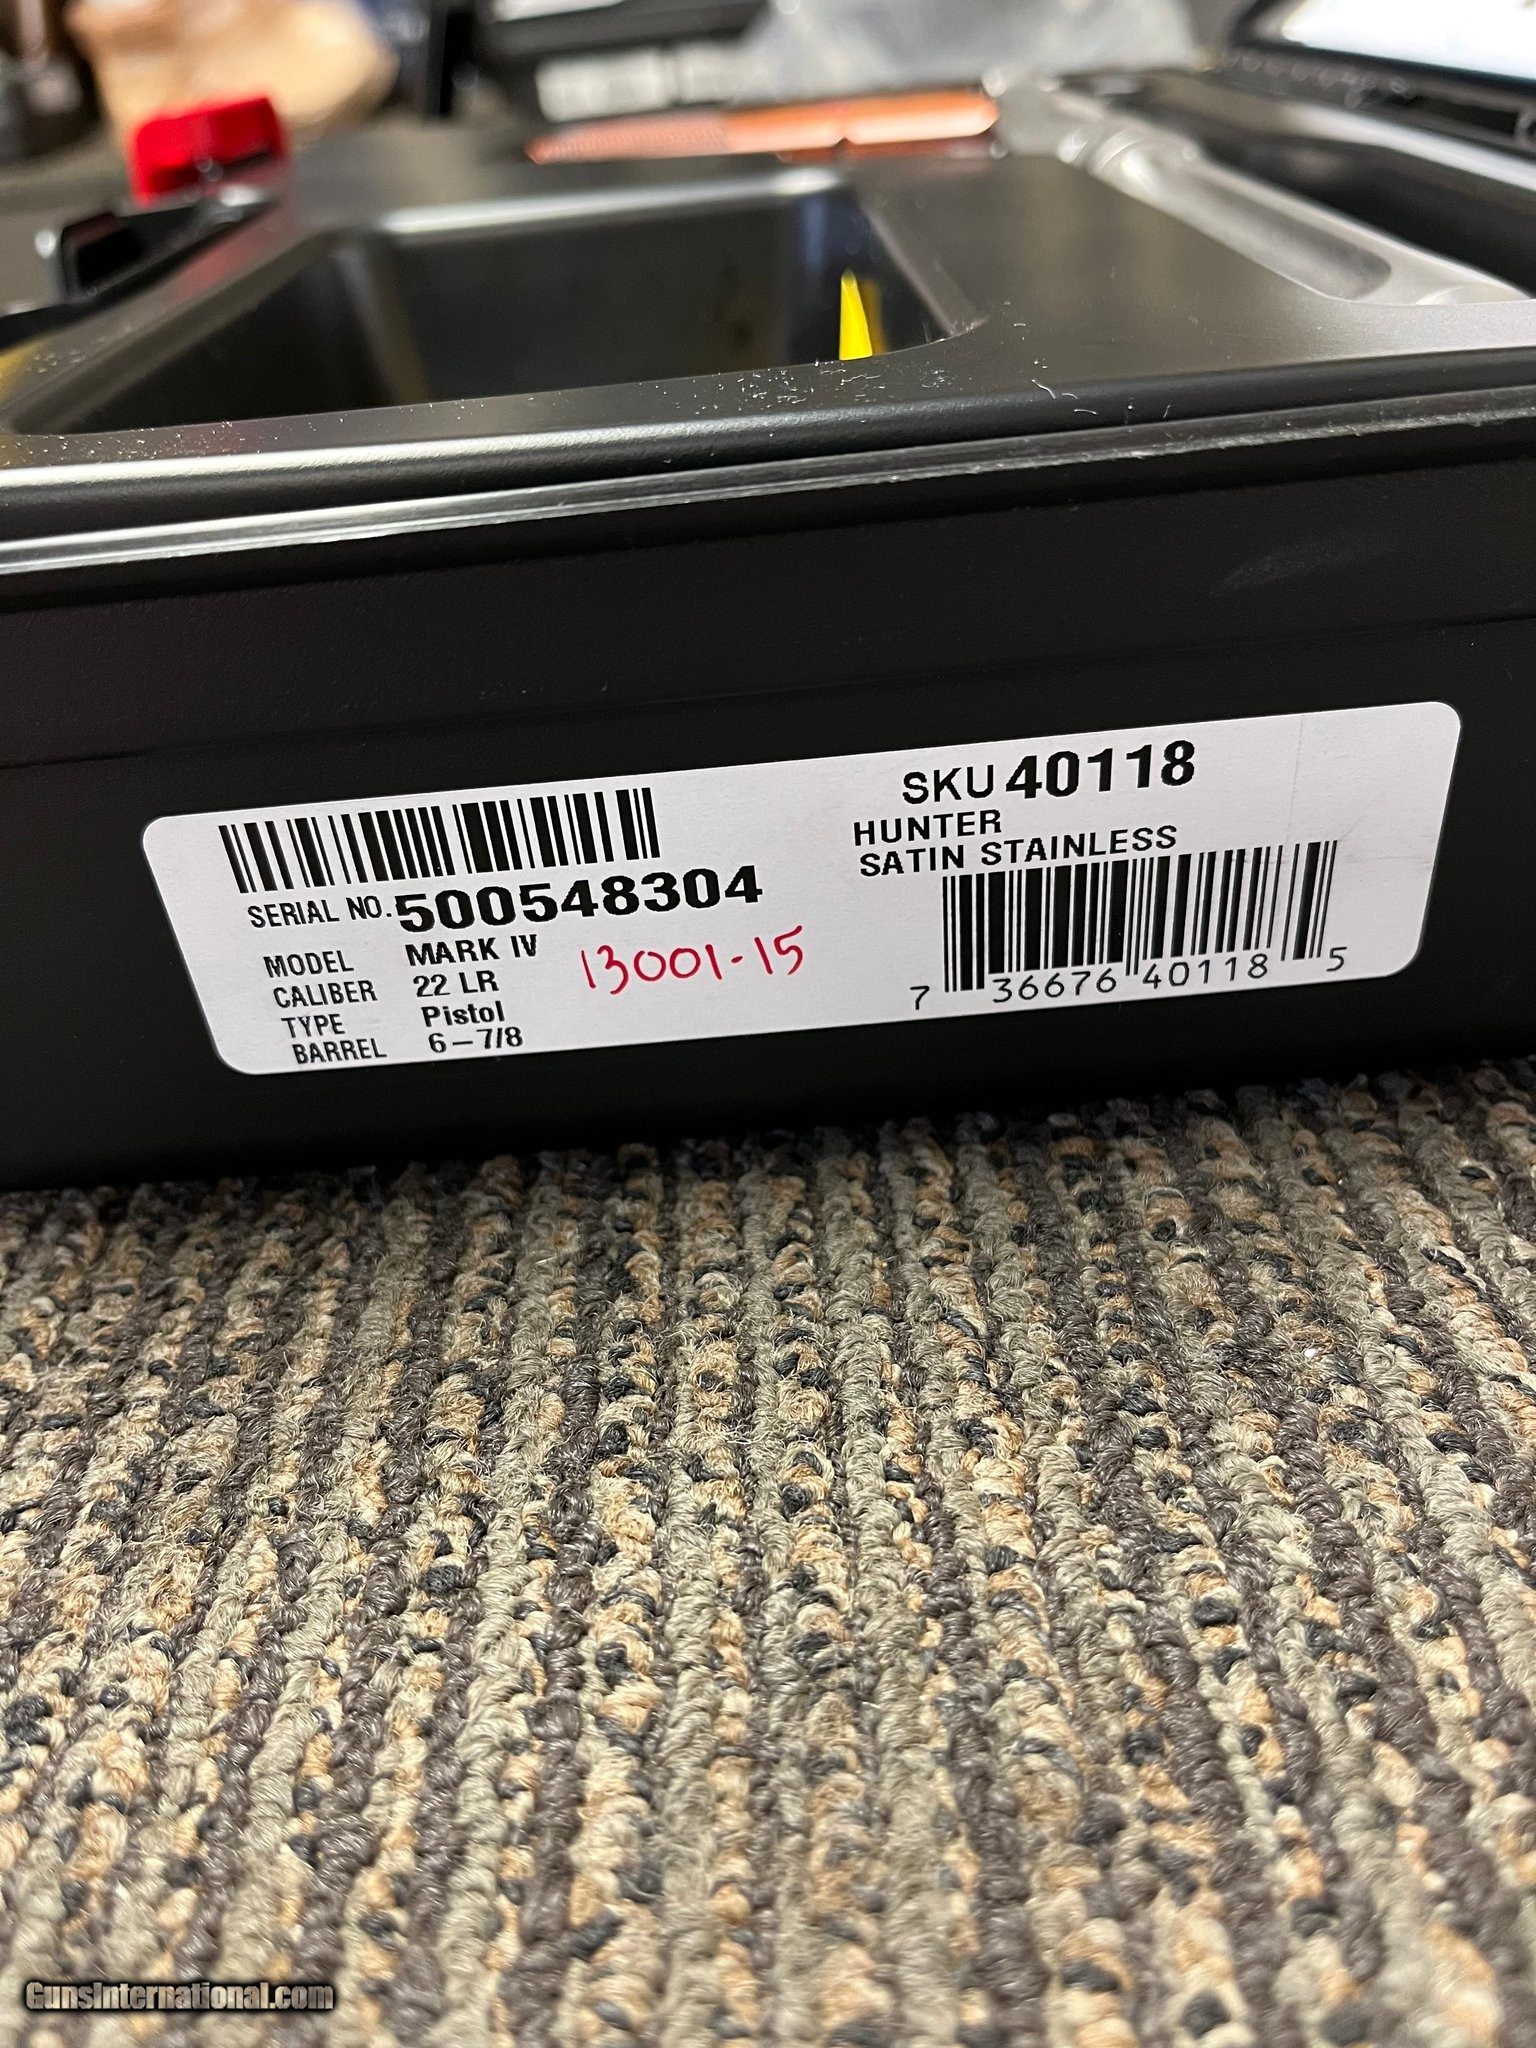 SKU 40118
HUNTER
SATIN STAINLESS
7 36676 40118 5
SERIAL NO. 500548304
MODEL MARK IV
CALIBER 22 LR
TYPE Pistol
BARREL 6-7/8
13001-15
GunsInternational.com